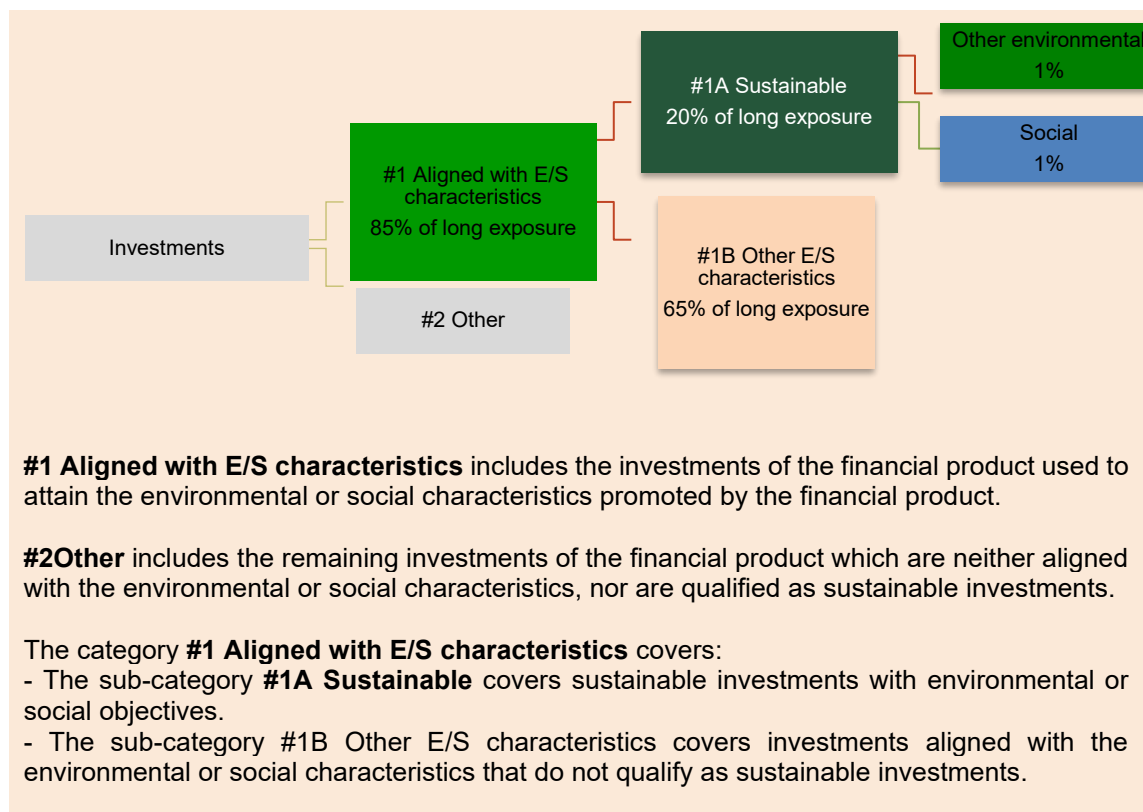 Other environmental
1%
#1A Sustainable
20% of long exposure
Social
1%
#1 Aligned with E/S
characteristics
85% of long exposure
Investments
#1B Other E/S
characteristics
65% of long exposure
#2 Other
#1 Aligned with E/S characteristics includes the investments of the financial product used to
attain the environmental or social characteristics promoted by the financial product.
#2Other includes the remaining investments of the financial product which are neither aligned
with the environmental or social characteristics, nor are qualified as sustainable investments.
The category #1 Aligned with E/S characteristics covers:
- The sub-category #1A Sustainable covers sustainable investments with environmental or
social objectives.
- The sub-category #1B Other E/S characteristics covers investments aligned with the
environmental or social characteristics that do not qualify as sustainable investments.